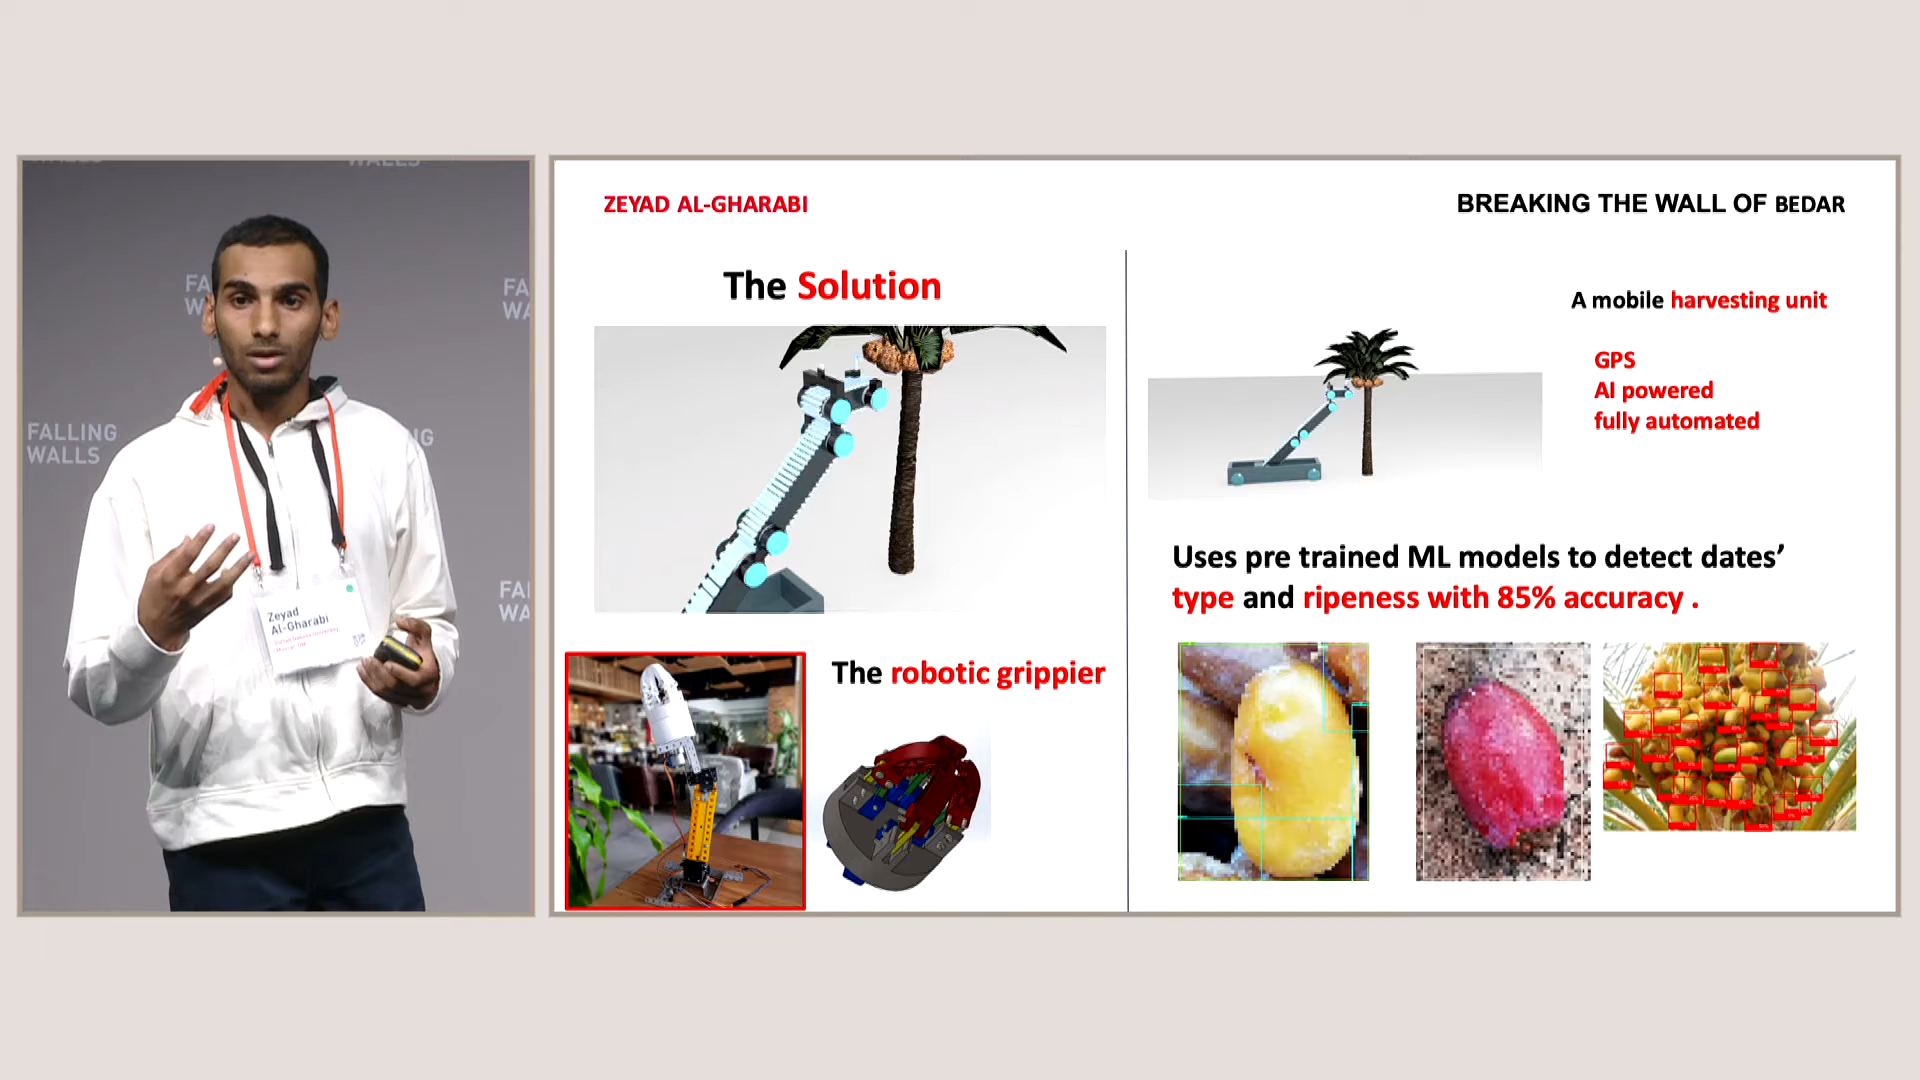 WALLS
FALLING
WALLS
Zeyad
Al-Gharabi
ZEYAD AL-GHARABI
BREAKING THE WALL OF BEDAR
The Solution
The robotic grippier
A mobile harvesting unit
GPS
AI powered
fully automated
Uses pre trained ML models to detect dates’
type and ripeness with 85% accuracy .